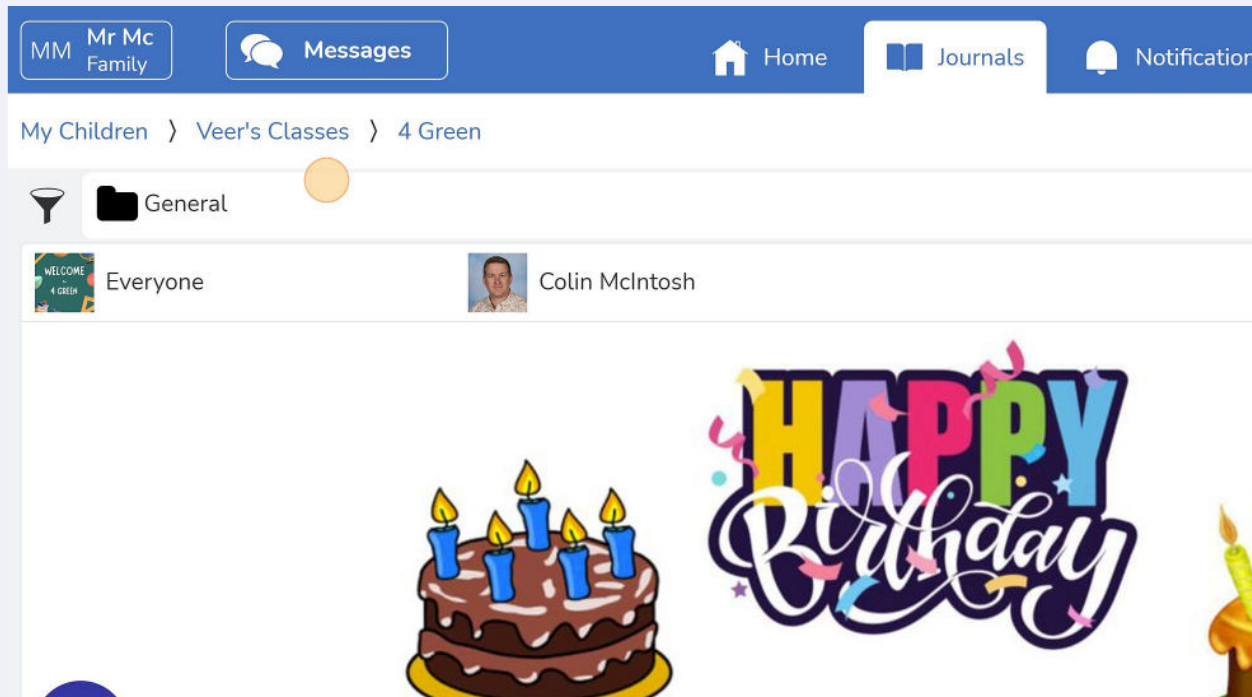 MM Mr Mc
Family
Messages
Home
Journals
Notification
My Children 〉 Veer's Classes 〉 4 Green
General
WELCOME
4 GREEN
Everyone
Colin McIntosh
HAPPY
Birthday